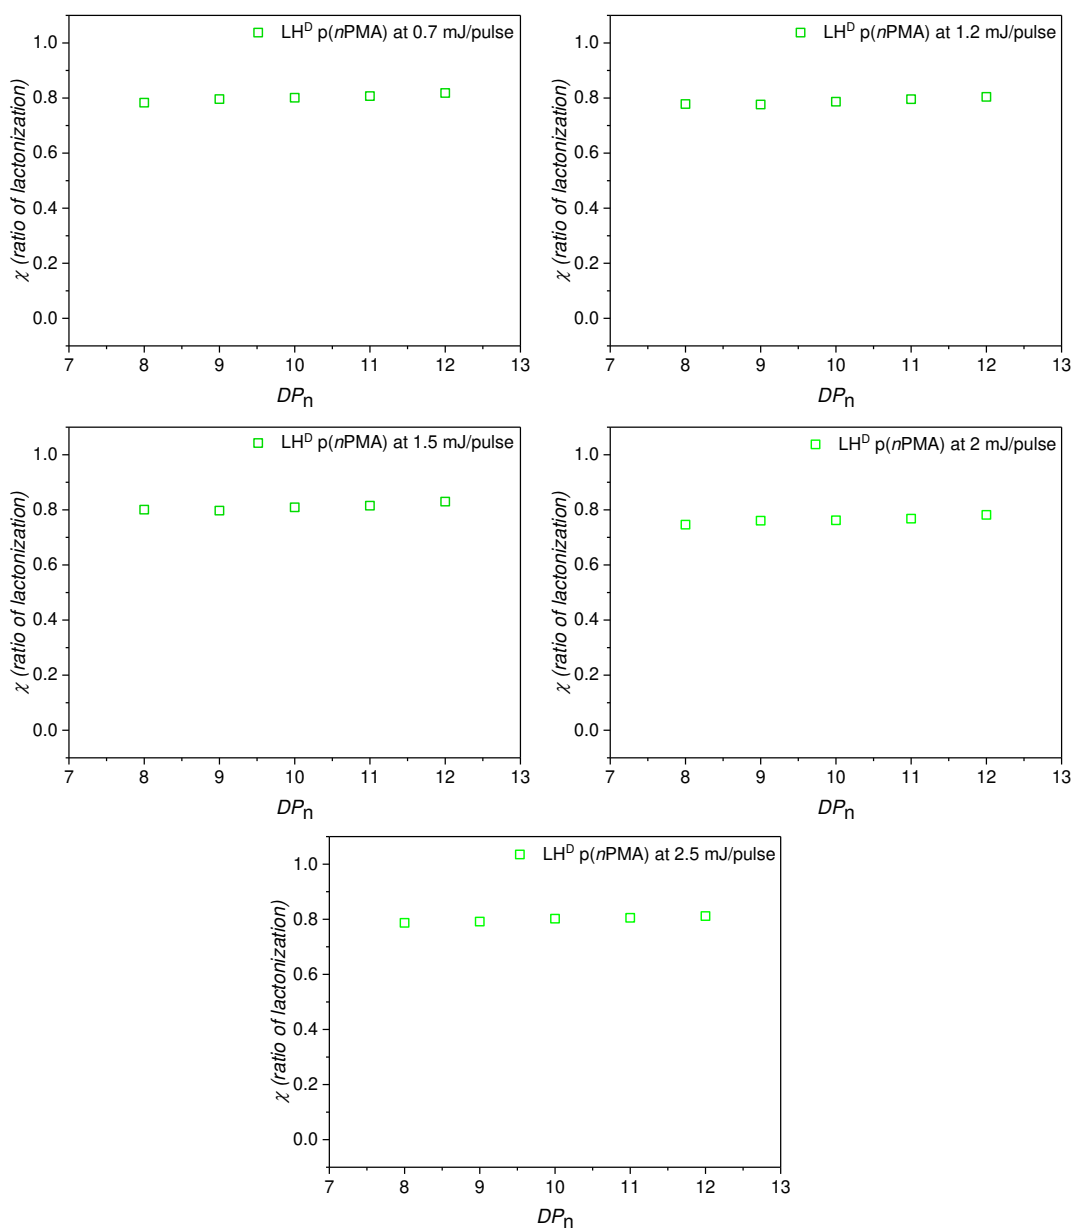 LHᴰ p(nPMA) at 0.7 mJ/pulse
1.0
0.8
0.6
0.4
0.2
0.0
χ (ratio of lactonization)
7 8 9 10 11 12 13
DPn
LHᴰ p(nPMA) at 1.2 mJ/pulse
1.0
0.8
0.6
0.4
0.2
0.0
χ (ratio of lactonization)
7 8 9 10 11 12 13
DPn
LHᴰ p(nPMA) at 1.5 mJ/pulse
1.0
0.8
0.6
0.4
0.2
0.0
χ (ratio of lactonization)
7 8 9 10 11 12 13
DPn
LHᴰ p(nPMA) at 2 mJ/pulse
1.0
0.8
0.6
0.4
0.2
0.0
χ (ratio of lactonization)
7 8 9 10 11 12 13
DPn
LHᴰ p(nPMA) at 2.5 mJ/pulse
1.0
0.8
0.6
0.4
0.2
0.0
χ (ratio of lactonization)
7 8 9 10 11 12 13
DPn